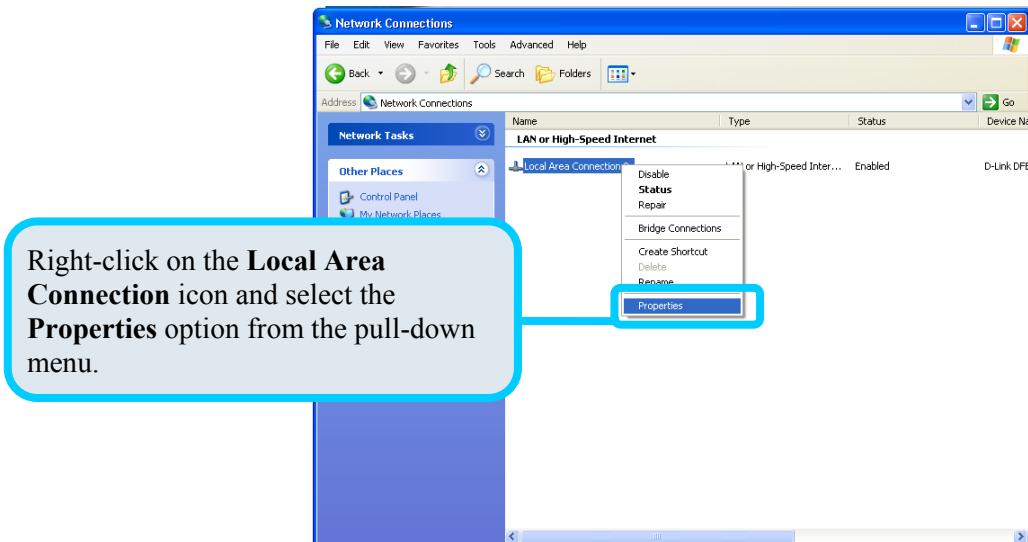 Network Connections
File Edit View Favorites Tools Advanced Help
Back Search Folders
Address Network Connections Go
Name Type Status Device Na
Network Tasks
LAN or High-Speed Internet
Other Places
Local Area Connection or High-Speed Inter... Enabled D-Link DFE
Control Panel
My Network Places
Disable
Status
Repair
Bridge Connections
Create Shortcut
Delete
Rename
Properties
Right-click on the Local Area
Connection icon and select the
Properties option from the pull-down
menu.